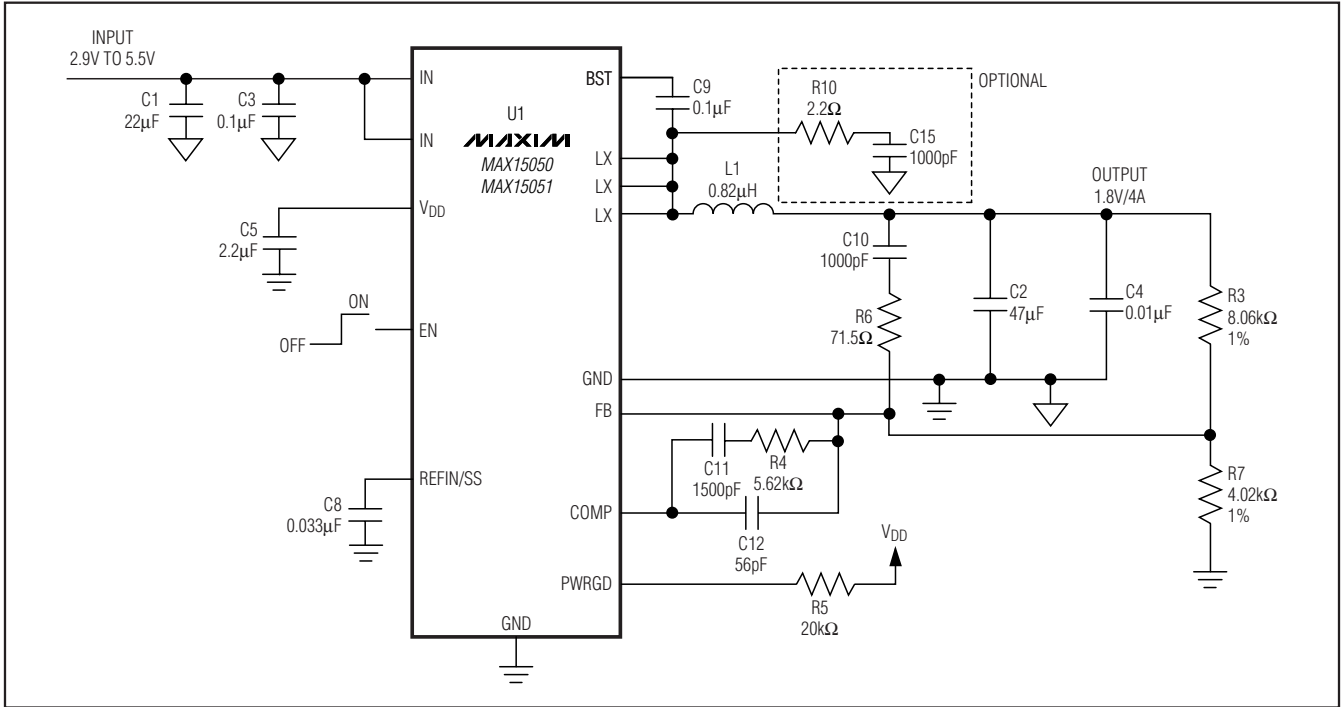 INPUT
2.9V TO 5.5V
C1
22µF
C3
0.1µF
IN
IN
U1
MAXIM
MAX15050
MAX15051
BST
C9
0.1µF
R10
2.2Ω
C15
1000pF
OPTIONAL
LX
LX
LX
L1
0.82µH
OUTPUT
1.8V/4A
VDD
C5
2.2µF
C10
1000pF
R6
71.5Ω
C2
47µF
C4
0.01µF
R3
8.06kΩ
1%
ON
OFF
EN
GND
FB
C11
1500pF
R4
5.62kΩ
REFIN/SS
C8
0.033µF
COMP
C12
56pF
R7
4.02kΩ
1%
VDD
PWRGD
R5
20kΩ
GND